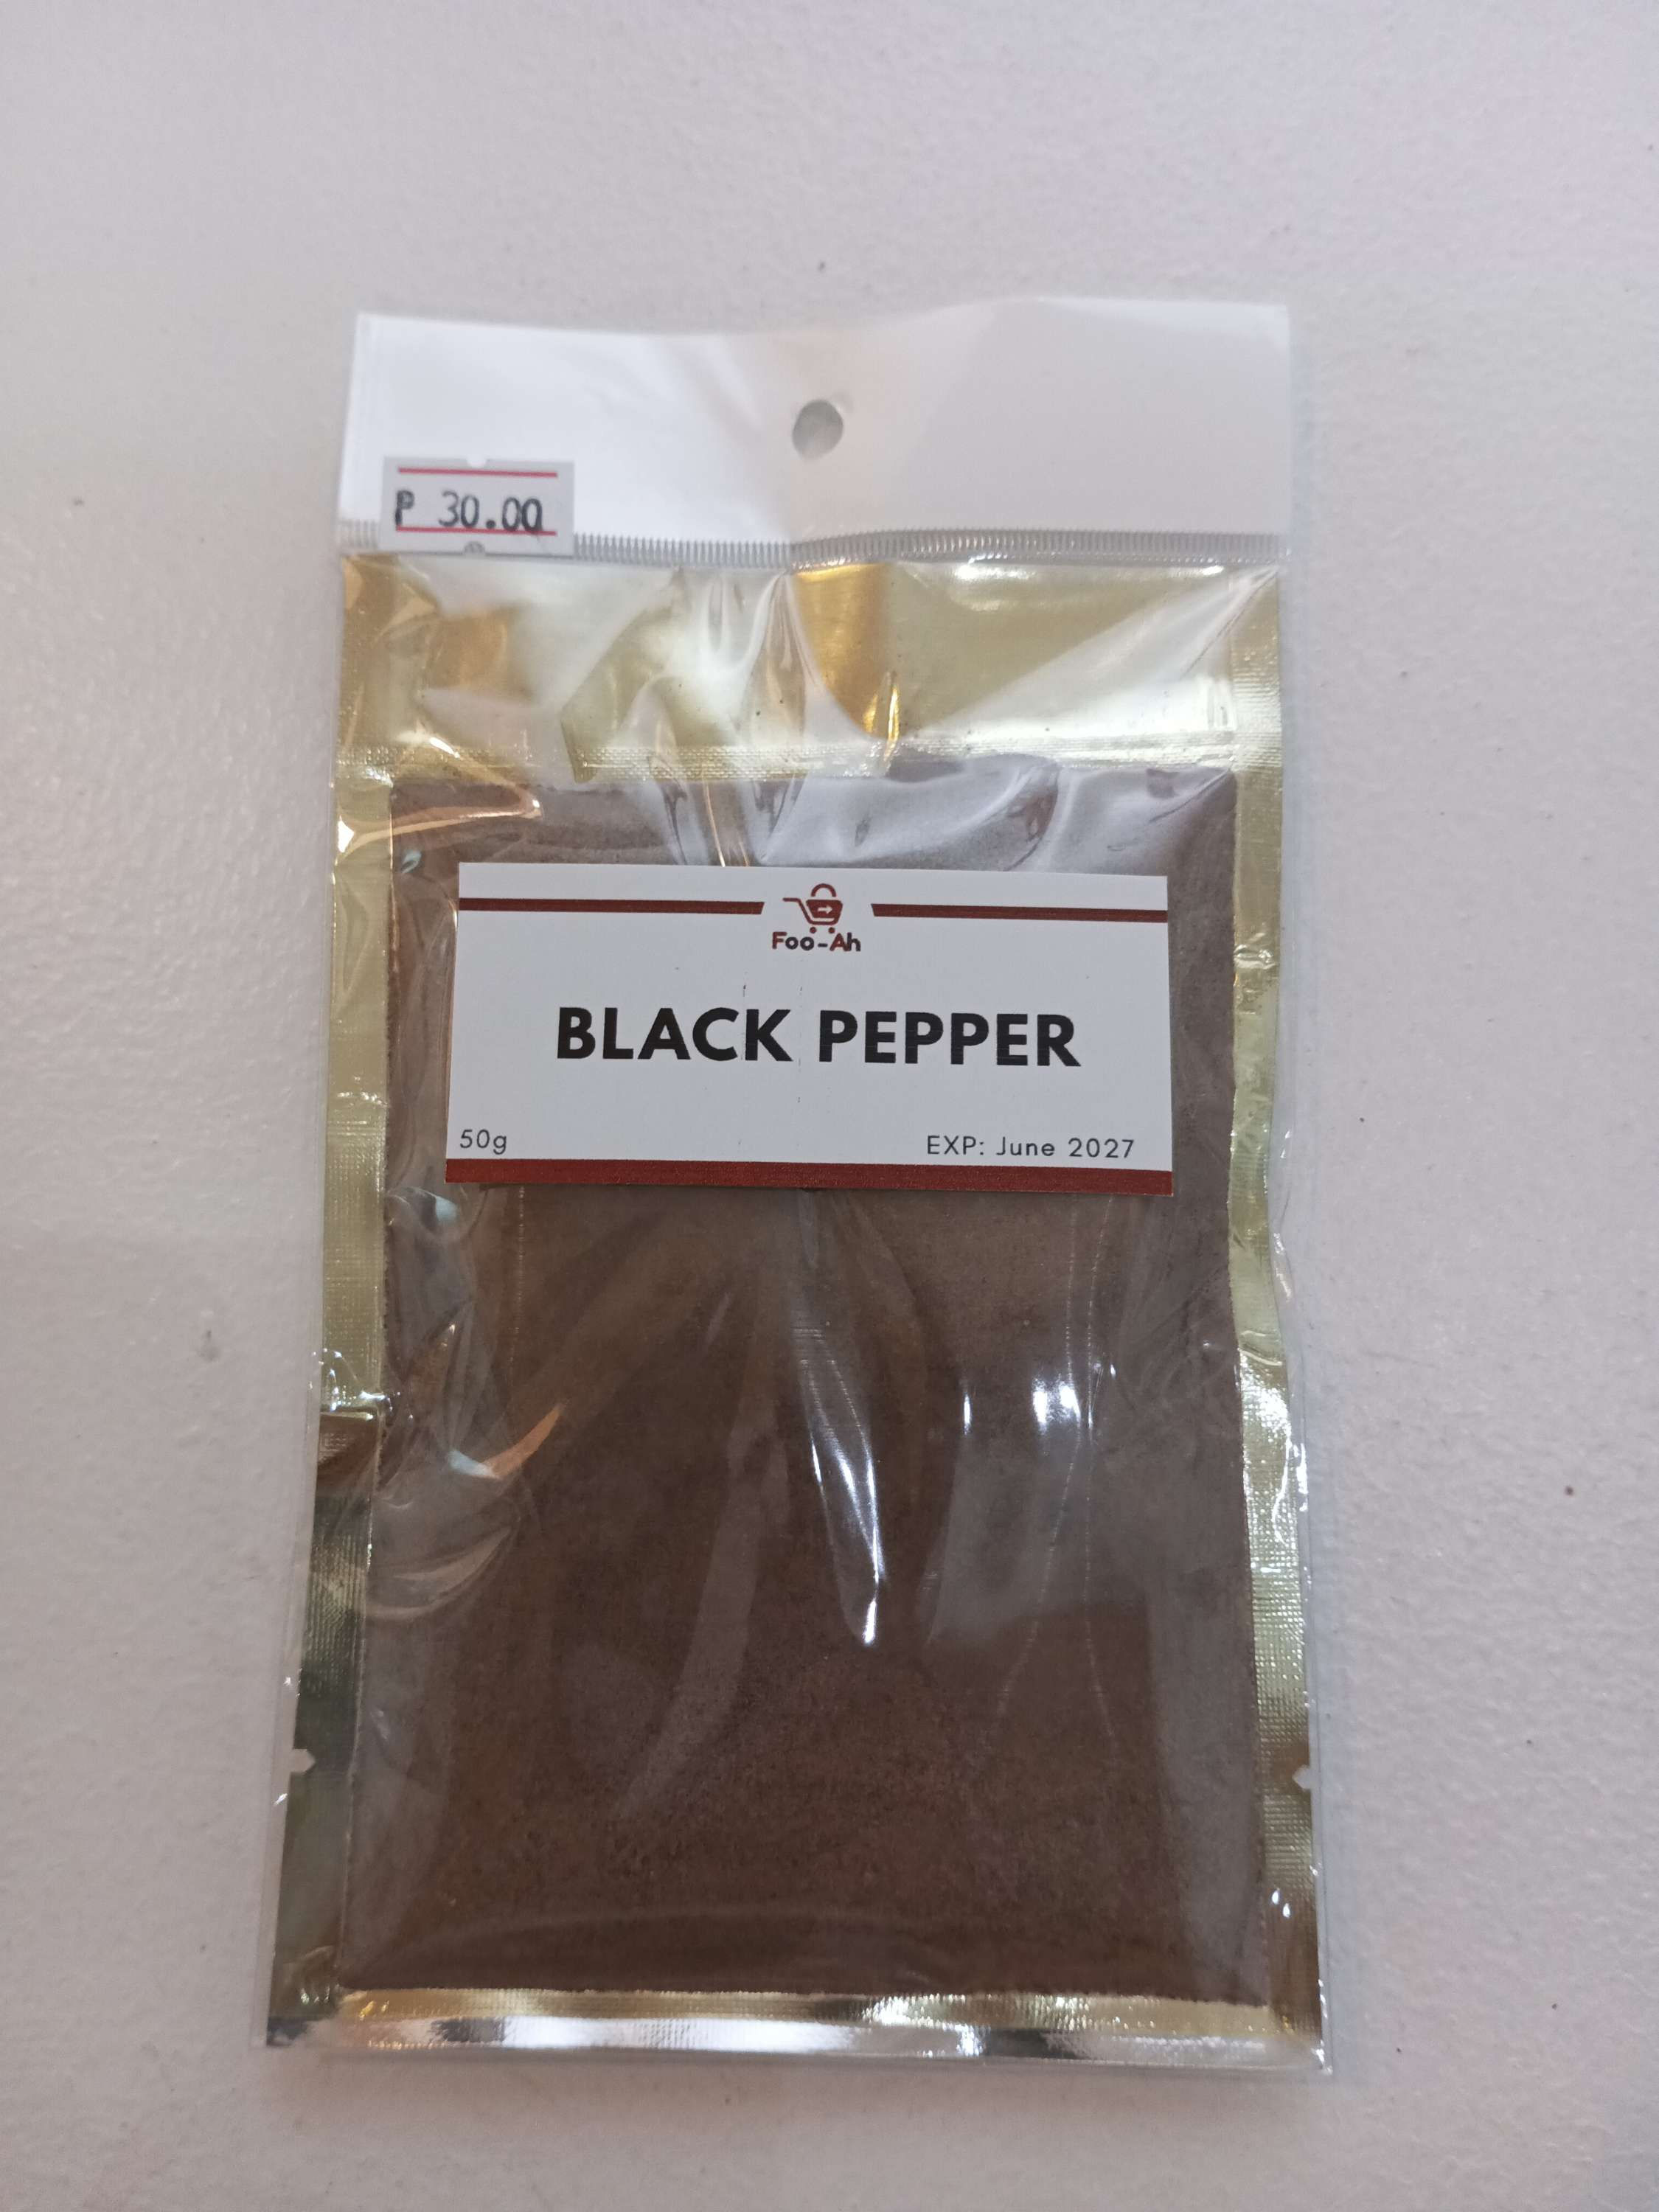 ₱ 30.00
Foo-Ah
BLACK PEPPER
50g
EXP: June 2027